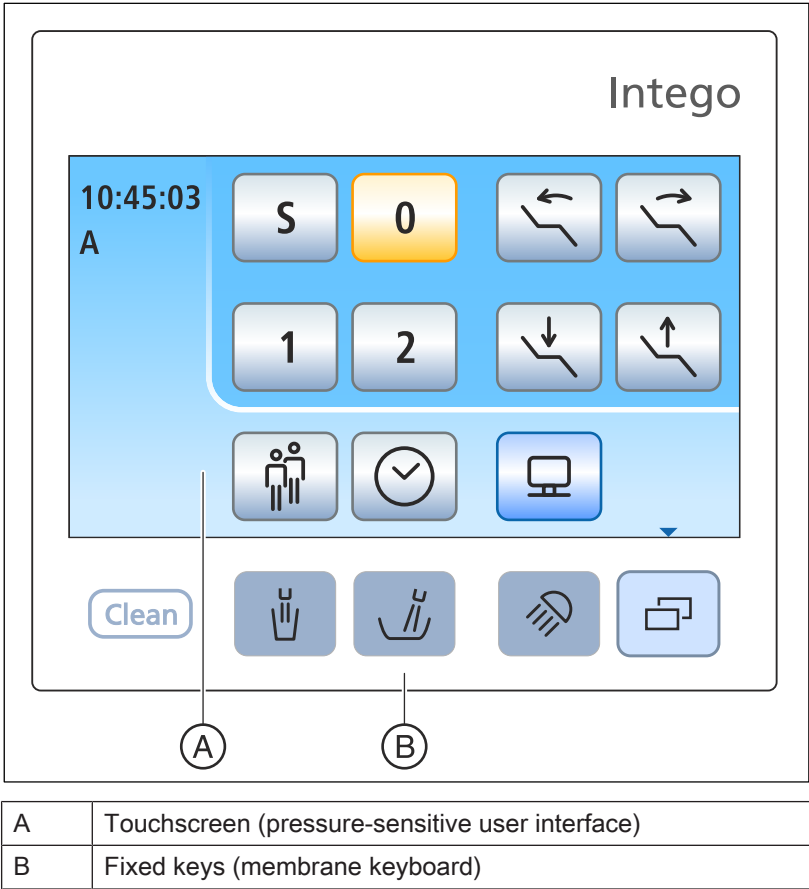 Intego
10:45:03
A
S
0
1
2
Clean
A
B
A Touchscreen (pressure-sensitive user interface)
B Fixed keys (membrane keyboard)